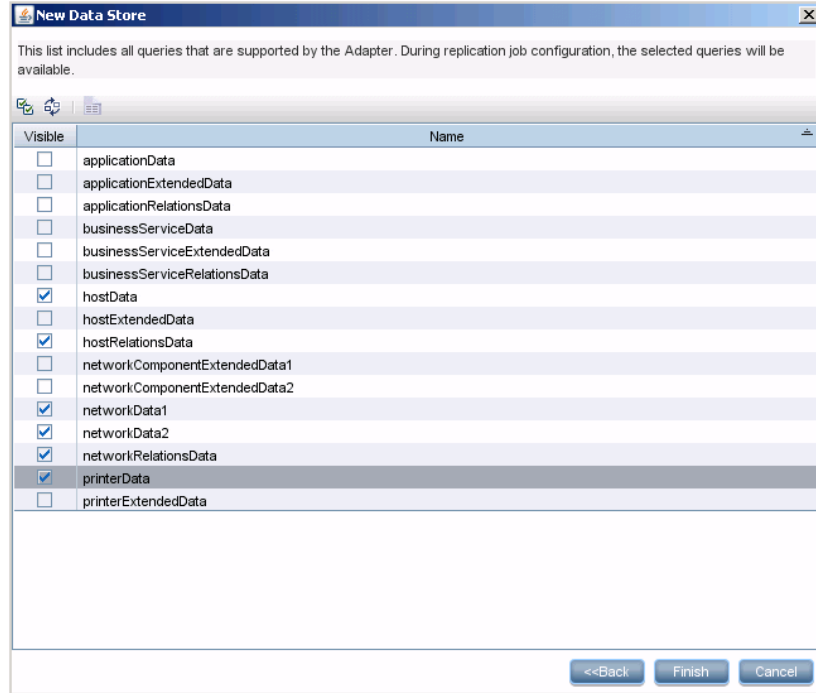 New Data Store
This list includes all queries that are supported by the Adapter. During replication job configuration, the selected queries will be
available.
Visible Name
applicationData
applicationExtendedData
applicationRelationsData
businessServiceData
businessServiceExtendedData
businessServiceRelationsData
hostData
hostExtendedData
hostRelationsData
networkComponentExtendedData1
networkComponentExtendedData2
networkData1
networkData2
networkRelationsData
printerData
printerExtendedData
<<Back Finish Cancel